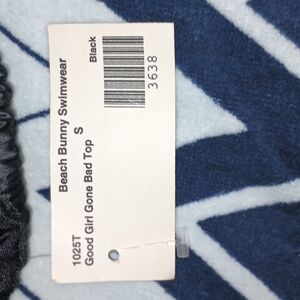 Beach Bunny Swimwear
S
Black
1025T
Good Girl Gone Bad Top
3638